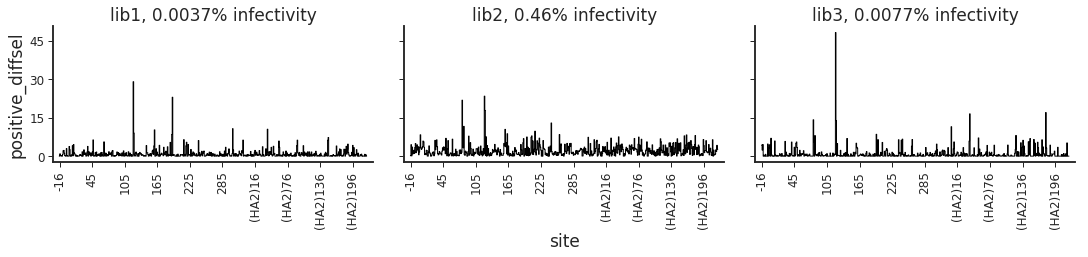 lib1, 0.0037% infectivity
lib2, 0.46% infectivity
lib3, 0.0077% infectivity
positive_diffsel
45
30
15
0
-16
45
105
165
225
285
(HA2)16
(HA2)76
(HA2)136
(HA2)196
-16
45
105
165
225
285
(HA2)16
(HA2)76
(HA2)136
(HA2)196
-16
45
105
165
225
285
(HA2)16
(HA2)76
(HA2)136
(HA2)196
site